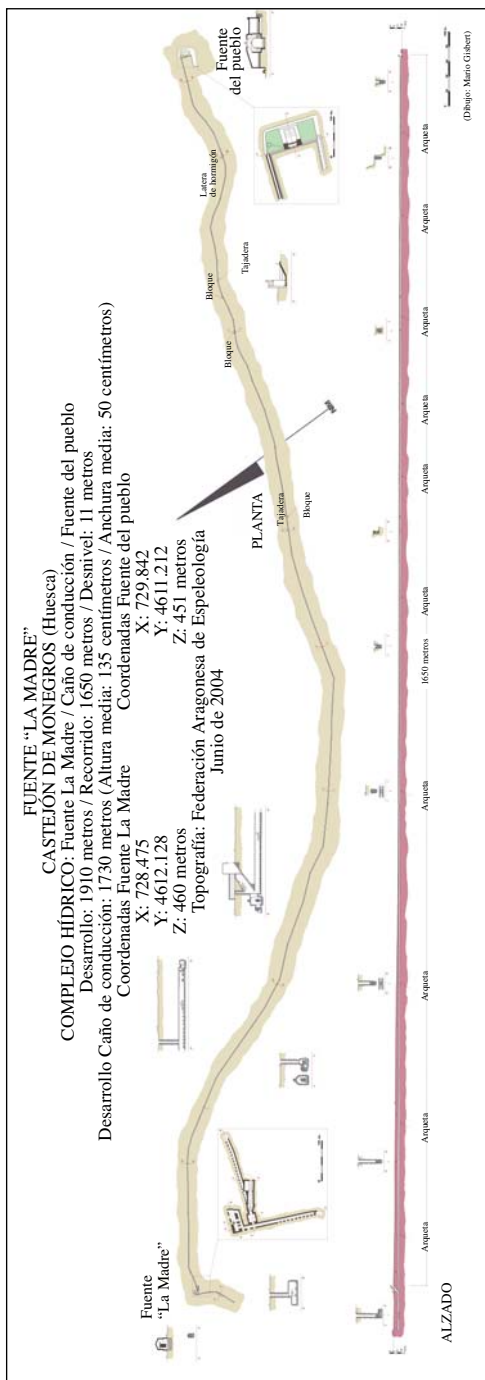 FUENTE “LA MADRE”
CASTEJÓN DE MONEGROS (Huesca)
COMPLEJO HÍDRICO: Fuente La Madre / Caño de conducción / Fuente del pueblo
Desarrollo: 1910 metros / Recorrido: 1650 metros / Desnivel: 11 metros
Desarrollo Caño de conducción: 1730 metros (Altura media: 135 centímetros / Anchura media: 50 centímetros)
Coordenadas Fuente La Madre Coordenadas Fuente del pueblo
X: 728.475 X: 729.842
Y: 4612.128 Y: 4611.212
Z: 460 metros Z: 451 metros
Topografía: Federación Aragonesa de Espeleología
Junio de 2004
Fuente
“La Madre”
PLANTA
Tajadera
Bloque
Bloque
Bloque
Tajadera
Latera
de hormigón
Fuente
del pueblo
ALZADO
Arqueta
Arqueta
Arqueta
Arqueta
1650 metros
Arqueta
Arqueta
Arqueta
Arqueta
Arqueta
Arqueta
(Dibujo: Mario Gisbert)